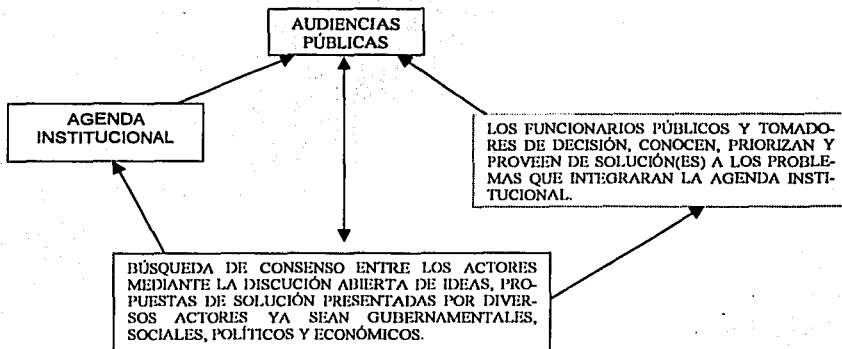 AUDIENCIAS
PÚBLICAS
AGENDA
INSTITUCIONAL
LOS FUNCIONARIOS PÚBLICOS Y TOMADO-
RES DE DECISIÓN, CONOCEN, PRIORIZAN Y
PROVEEN DE SOLUCIÓN(ES) A LOS PROBLE-
MAS QUE INTEGRARAN LA AGENDA INSTI-
TUCIONAL.
BÚSQUEDA DE CONSENSO ENTRE LOS ACTORES
MEDIANTE LA DISCUCIÓN ABIERTA DE IDEAS, PRO-
PUESTAS DE SOLUCIÓN PRESENTADAS POR DIVER-
SOS ACTORES YA SEAN GUBERNAMENTALES,
SOCIALES, POLÍTICOS Y ECONÓMICOS.